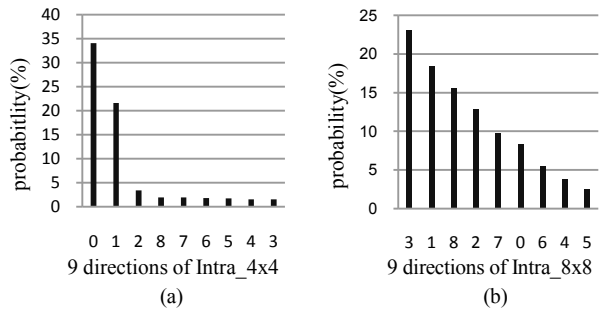 40
35
30
25
20
15
10
5
0
probabitlity(%)
0 1 2 8 7 6 5 4 3
9 directions of Intra_4x4
(a)
25
20
15
10
5
0
probability(%)
3 1 8 2 7 0 6 4 5
9 directions of Intra_8x8
(b)